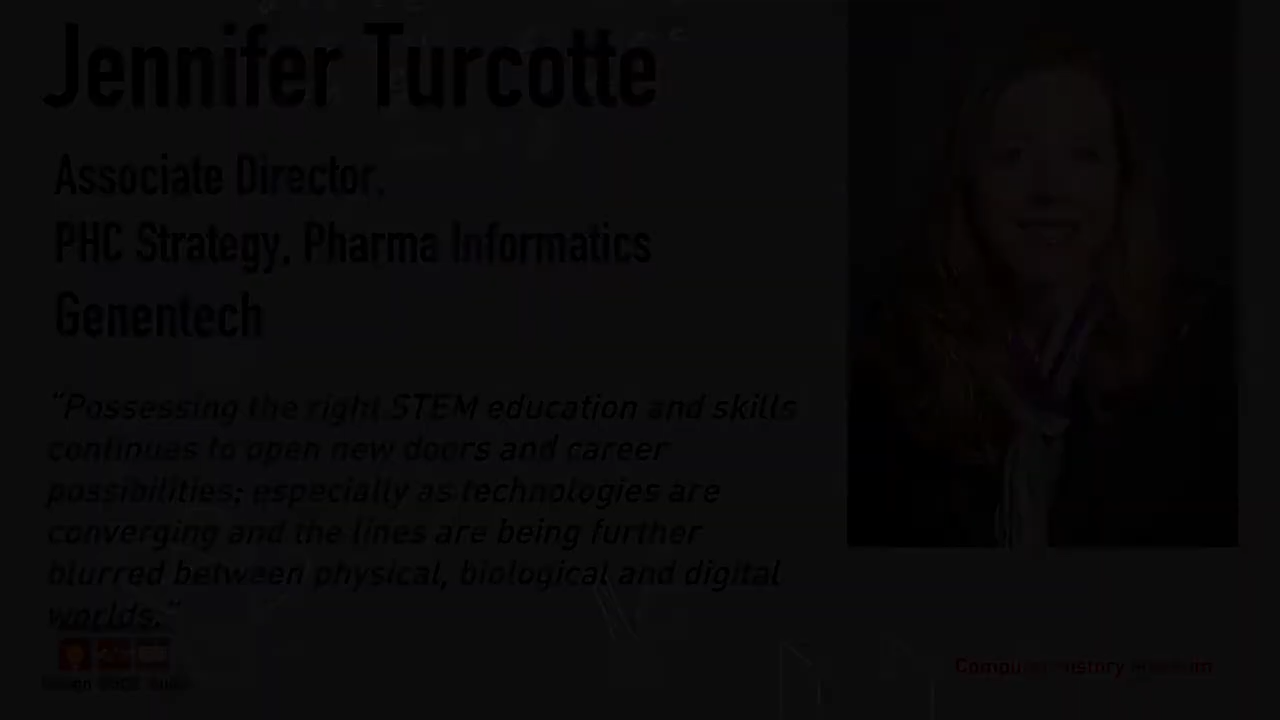 Jennifer Turcotte
Associate Director,
PHC Strategy, Pharma Informatics
Genentech
"Possessing the right STEM education and skills
continues to open new doors and career
possibilities; especially as technologies are
converging and the lines are being further
blurred between physical, biological and digital
worlds."
Computer History Museum